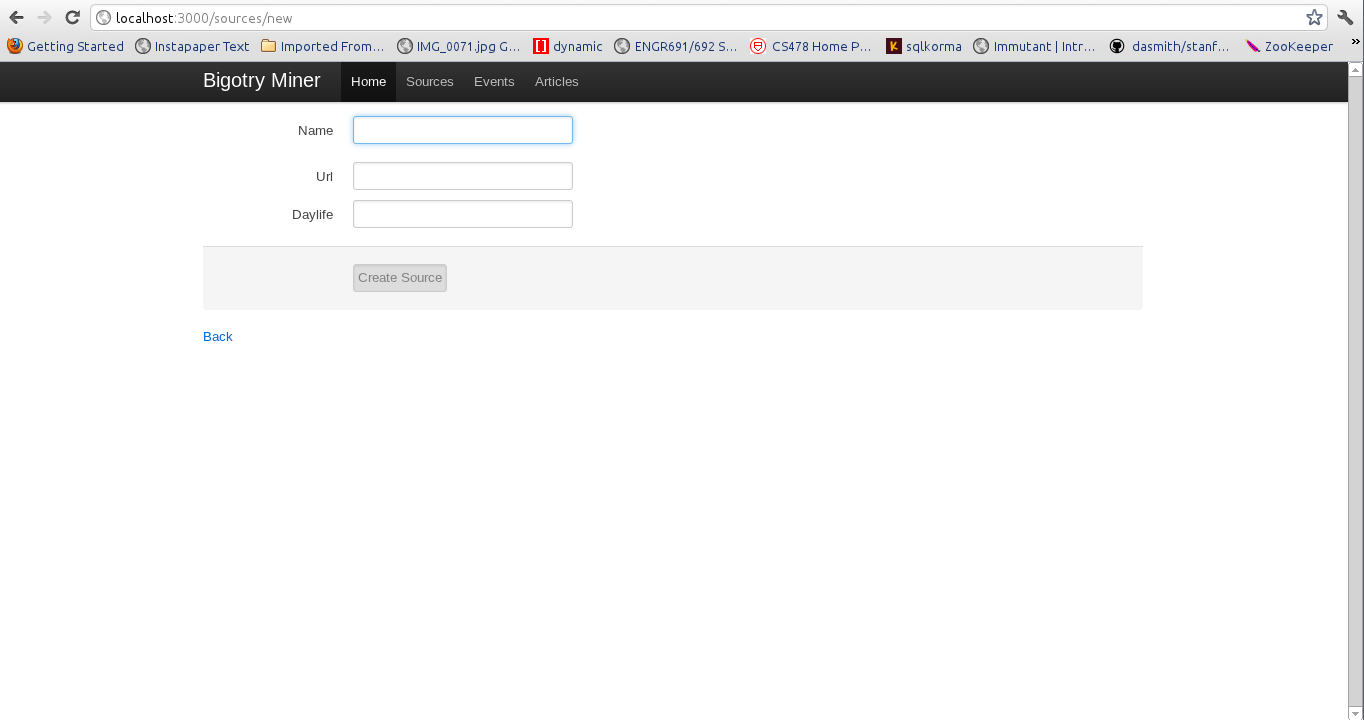 localhost:3000/sources/new
Getting Started Instapaper Text Imported From... IMG_0071.jpg G... dynamic ENGR691/692 S... CS478 Home P... sqlkorma Immutant | Intr... dasmith/stanf... ZooKeeper »
Bigotry Miner Home Sources Events Articles
Name
Url
Daylife
Create Source
Back